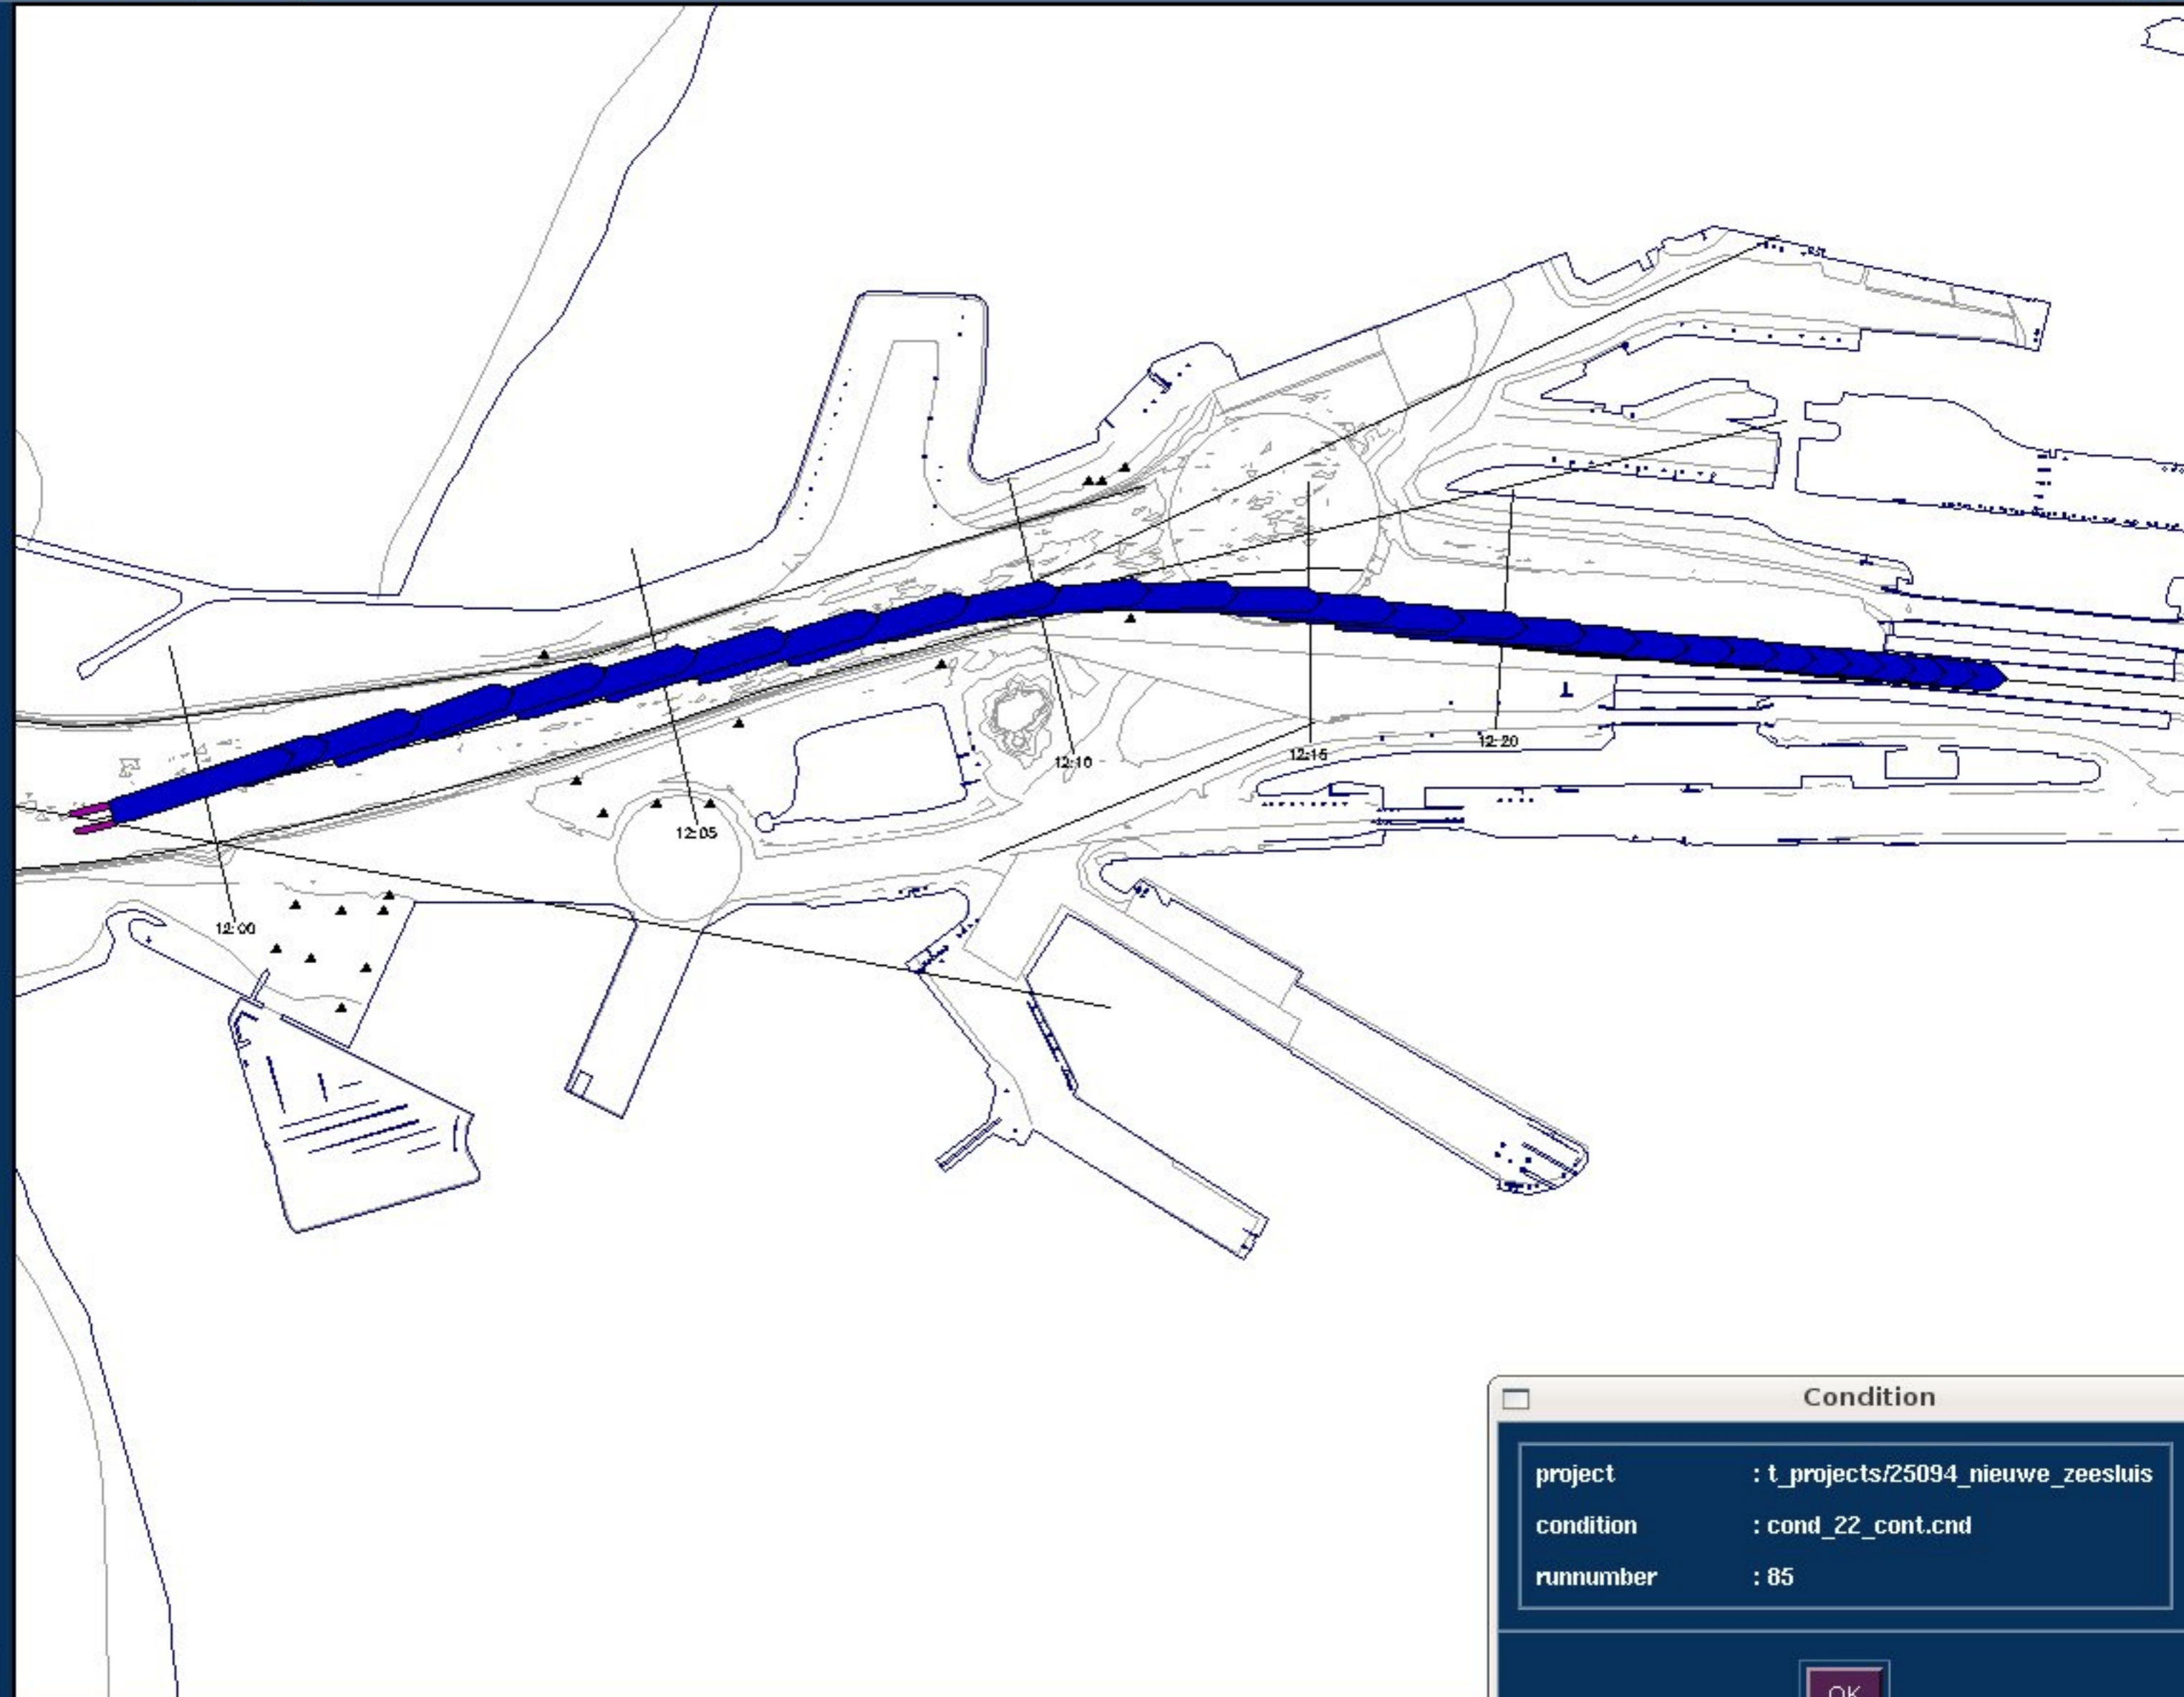 12:10
12:15
12:20
12:05
12:00
Condition
project : t_projects/25094_nieuwe_zeesluis
condition : cond_22_cont.cnd
runnumber : 85
OK